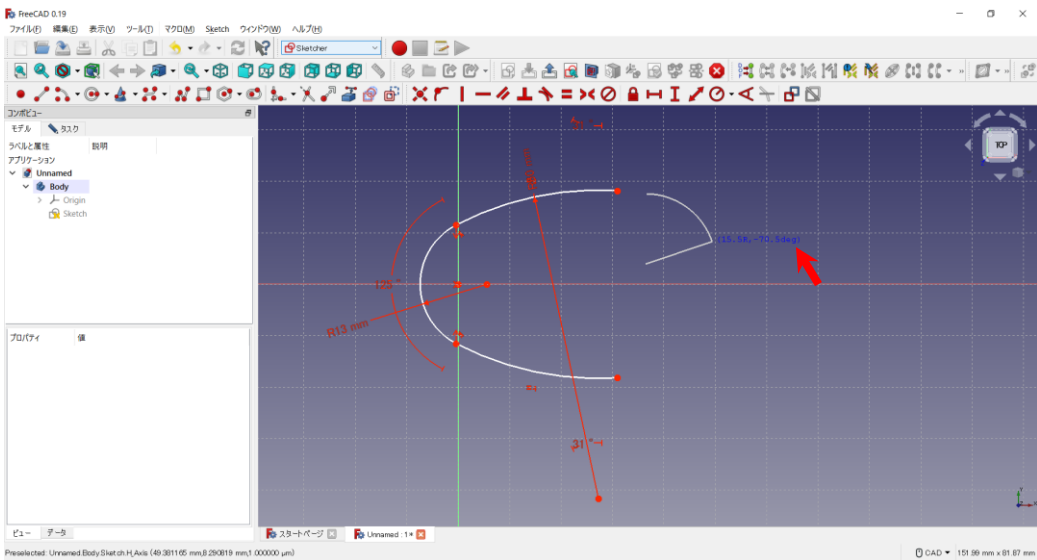 FreeCAD 0.19
ファイル(F) 編集(E) 表示(V) ツール(T) マクロ(M) Sketch ウィンドウ(W) ヘルプ(H)
Sketcher
コンボビュー
モデル タスク
ラベルと属性 説明
アプリケーション
Unnamed
Body
Origin
Sketch
TOP
(15.5R,-70.5deg)
125 °
R13 mm
31 °
プロパティ 値
ビュー データ
スタートページ Unnamed : 1*
Preselected: Unnamed.Body.Sketch.H_Axis (49.381165 mm,8.290819 mm,1.000000 µm)
CAD 151.99 mm x 81.87 mm